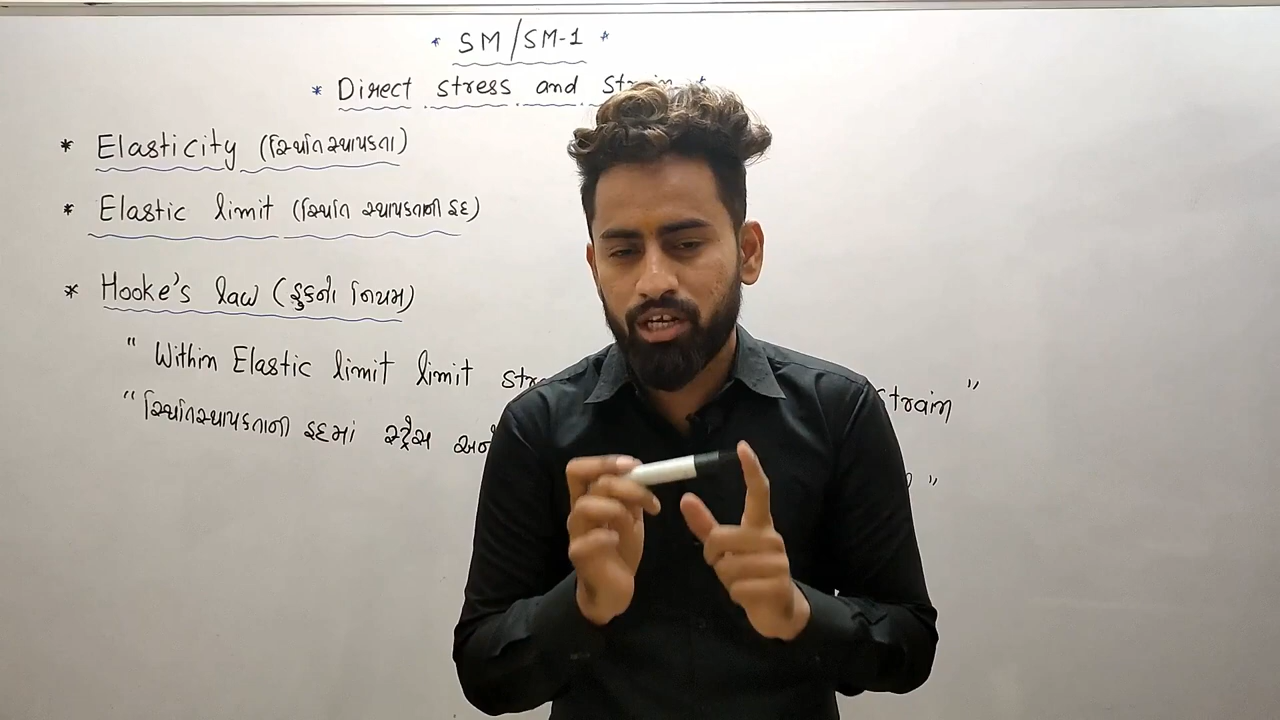 * SM/SM-1 *
* Direct stress and
* Elasticity (સ્થિતિસ્થાપકતા)
* Elastic limit (સ્થિતિ સ્થાપકતાની હદ)
* Hooke's law (હુકનો નિયમ)
" Within Elastic limit limit strain "
" સ્થિતિસ્થાપકતાની હદમાં સ્ટ્રેસ અને "